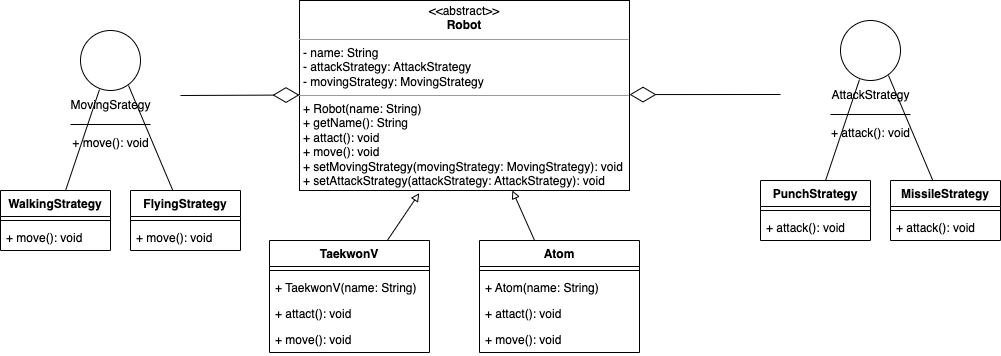 <<abstract>>
Robot
- name: String
- attackStrategy: AttackStrategy
- movingStrategy: MovingStrategy
+ Robot(name: String)
+ getName(): String
+ attact(): void
+ move(): void
+ setMovingStrategy(movingStrategy: MovingStrategy): void
+ setAttackStrategy(attackStrategy: AttackStrategy): void
MovingSrategy
+ move(): void
AttackStrategy
+ attack(): void
WalkingStrategy
+ move(): void
FlyingStrategy
+ move(): void
PunchStrategy
+ attack(): void
MissileStrategy
+ attack(): void
TaekwonV
+ TaekwonV(name: String)
+ attact(): void
+ move(): void
Atom
+ Atom(name: String)
+ attact(): void
+ move(): void